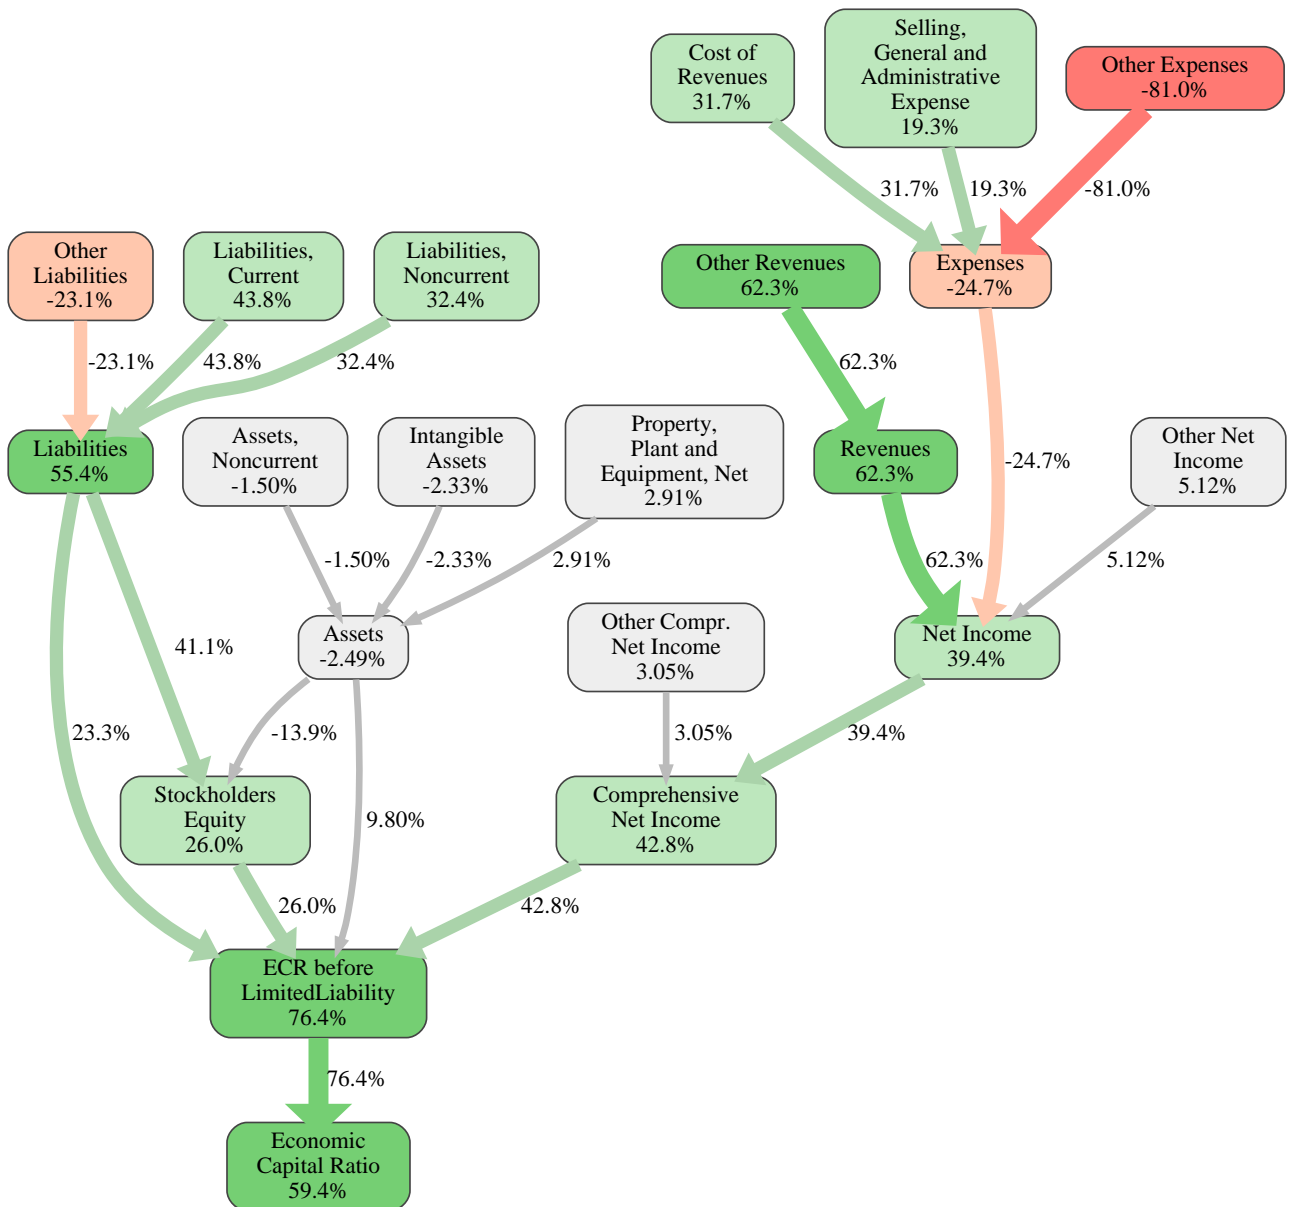 Cost of
Revenues
31.7%
Selling,
General and
Administrative
Expense
19.3%
Other Expenses
-81.0%
31.7%
19.3%
-81.0%
Other
Liabilities
-23.1%
Liabilities,
Current
43.8%
Liabilities,
Noncurrent
32.4%
Other Revenues
62.3%
Expenses
-24.7%
-23.1%
43.8%
32.4%
62.3%
Liabilities
55.4%
Assets,
Noncurrent
-1.50%
Intangible
Assets
-2.33%
Property,
Plant and
Equipment, Net
2.91%
Revenues
62.3%
-24.7%
Other Net
Income
5.12%
-1.50%
-2.33%
2.91%
62.3%
5.12%
41.1%
Assets
-2.49%
Other Compr.
Net Income
3.05%
Net Income
39.4%
23.3%
-13.9%
3.05%
39.4%
Stockholders
Equity
26.0%
9.80%
Comprehensive
Net Income
42.8%
26.0%
42.8%
ECR before
LimitedLiability
76.4%
76.4%
Economic
Capital Ratio
59.4%